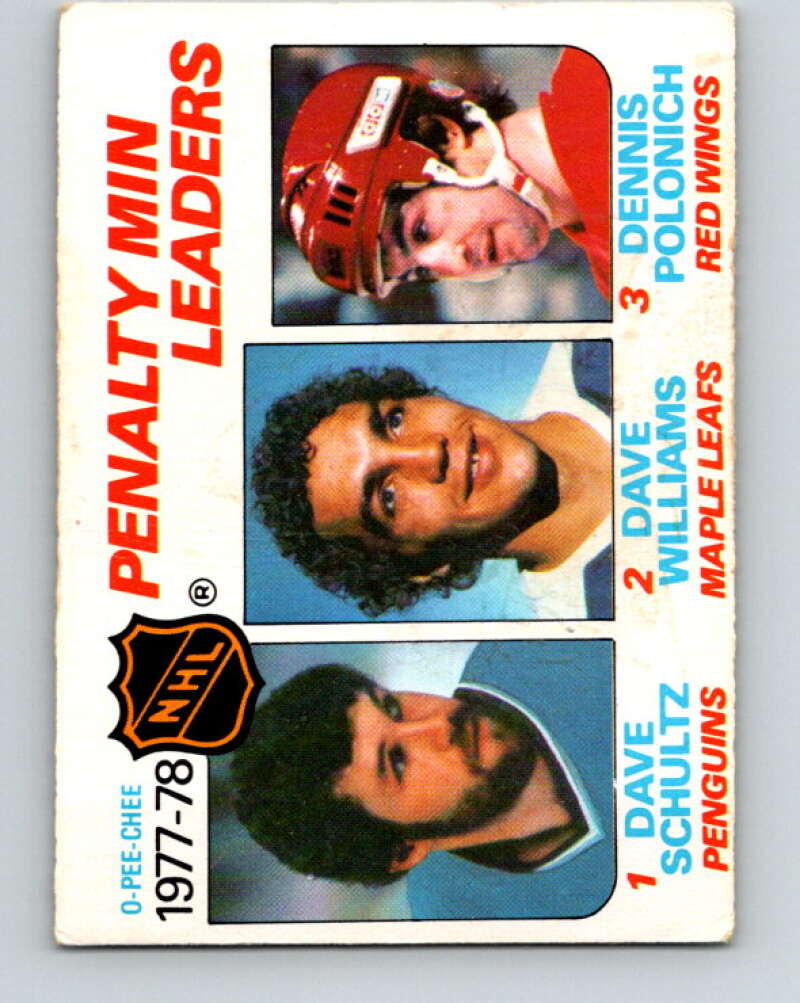 O-PEE-CHEE
1977-78
NHL
®
PENALTY MIN
LEADERS
1 DAVE
SCHULTZ
PENGUINS
2 DAVE
WILLIAMS
MAPLE LEAFS
3 DENNIS
POLONICH
RED WINGS